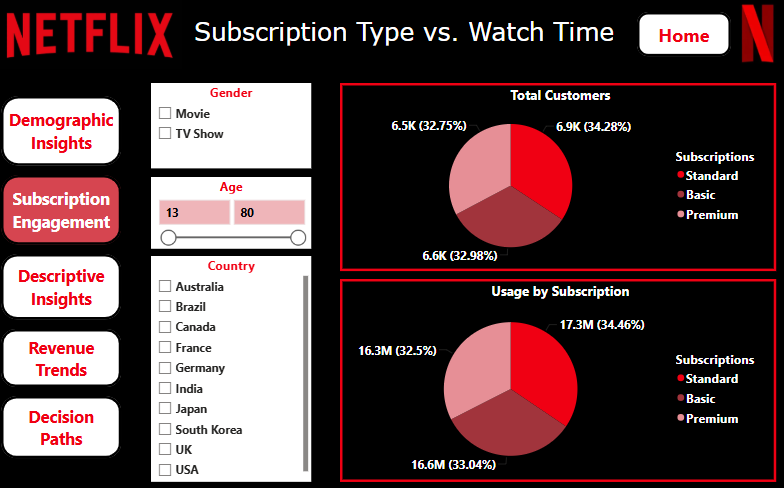 NETFLIX
Subscription Type vs. Watch Time
Home
N
Demographic
Insights
Subscription
Engagement
Descriptive
Insights
Revenue
Trends
Decision
Paths
Gender
Movie
TV Show
Age
13
80
Country
Australia
Brazil
Canada
France
Germany
India
Japan
South Korea
UK
USA
Total Customers
6.5K (32.75%)
6.9K (34.28%)
6.6K (32.98%)
Subscriptions
Standard
Basic
Premium
Usage by Subscription
17.3M (34.46%)
16.3M (32.5%)
16.6M (33.04%)
Subscriptions
Standard
Basic
Premium